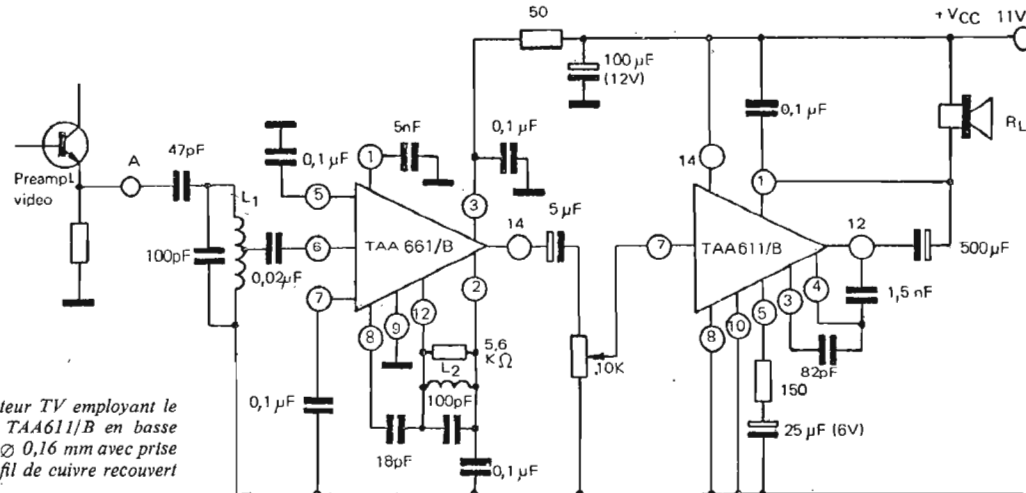 50
+VCC 11V
100 µF
(12V)
0,1 µF
RL
Preampl.
video
A
47pF
100pF
L1
0,02µF
0,1 µF
5nF
1
0,1 µF
3
5
6
7
TAA 661/B
14
5 µF
2
8
9
12
5,6
KΩ
L2
100pF
18pF
0,1 µF
0,1 µF
10K
7
14
1
TAA611/B
12
500µF
1,5 nF
8
10
5
3
4
82pF
150
25 µF (6V)
teur TV employant le
TAA611/B en basse
Ø 0,16 mm avec prise
fil de cuivre recouvert